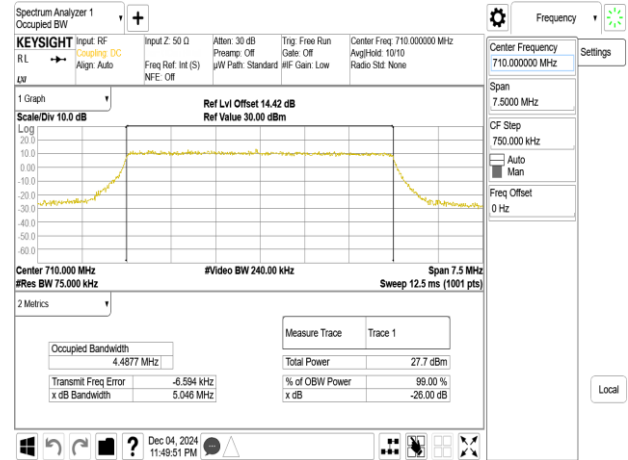 Spectrum Analyzer 1
Occupied BW
+
Frequency
KEYSIGHT
Input: RF
Coupling: DC
Align: Auto
Input Z: 50 Ω
Freq Ref: Int (S)
NFE: Off
Atten: 30 dB
Preamp: Off
µW Path: Standard
Trig: Free Run
Gate: Off
#IF Gain: Low
Center Freq: 710.000000 MHz
Avg|Hold: 10/10
Radio Std: None
RL
LXI
Center Frequency
710.000000 MHz
Settings
Span
7.5000 MHz
CF Step
750.000 kHz
Auto
Man
Freq Offset
0 Hz
Local
1 Graph
Scale/Div 10.0 dB
Ref Lvl Offset 14.42 dB
Ref Value 30.00 dBm
Log
20.0
10.0
0.00
-10.0
-20.0
-30.0
-40.0
-50.0
-60.0
Center 710.000 MHz
#Video BW 240.00 kHz
Span 7.5 MHz
#Res BW 75.000 kHz
Sweep 12.5 ms (1001 pts)
2 Metrics
Measure Trace Trace 1
Occupied Bandwidth
4.4877 MHz
Total Power 27.7 dBm
Transmit Freq Error -6.594 kHz
% of OBW Power 99.00 %
x dB Bandwidth 5.046 MHz
x dB -26.00 dB
?
Dec 04, 2024
11:49:51 PM